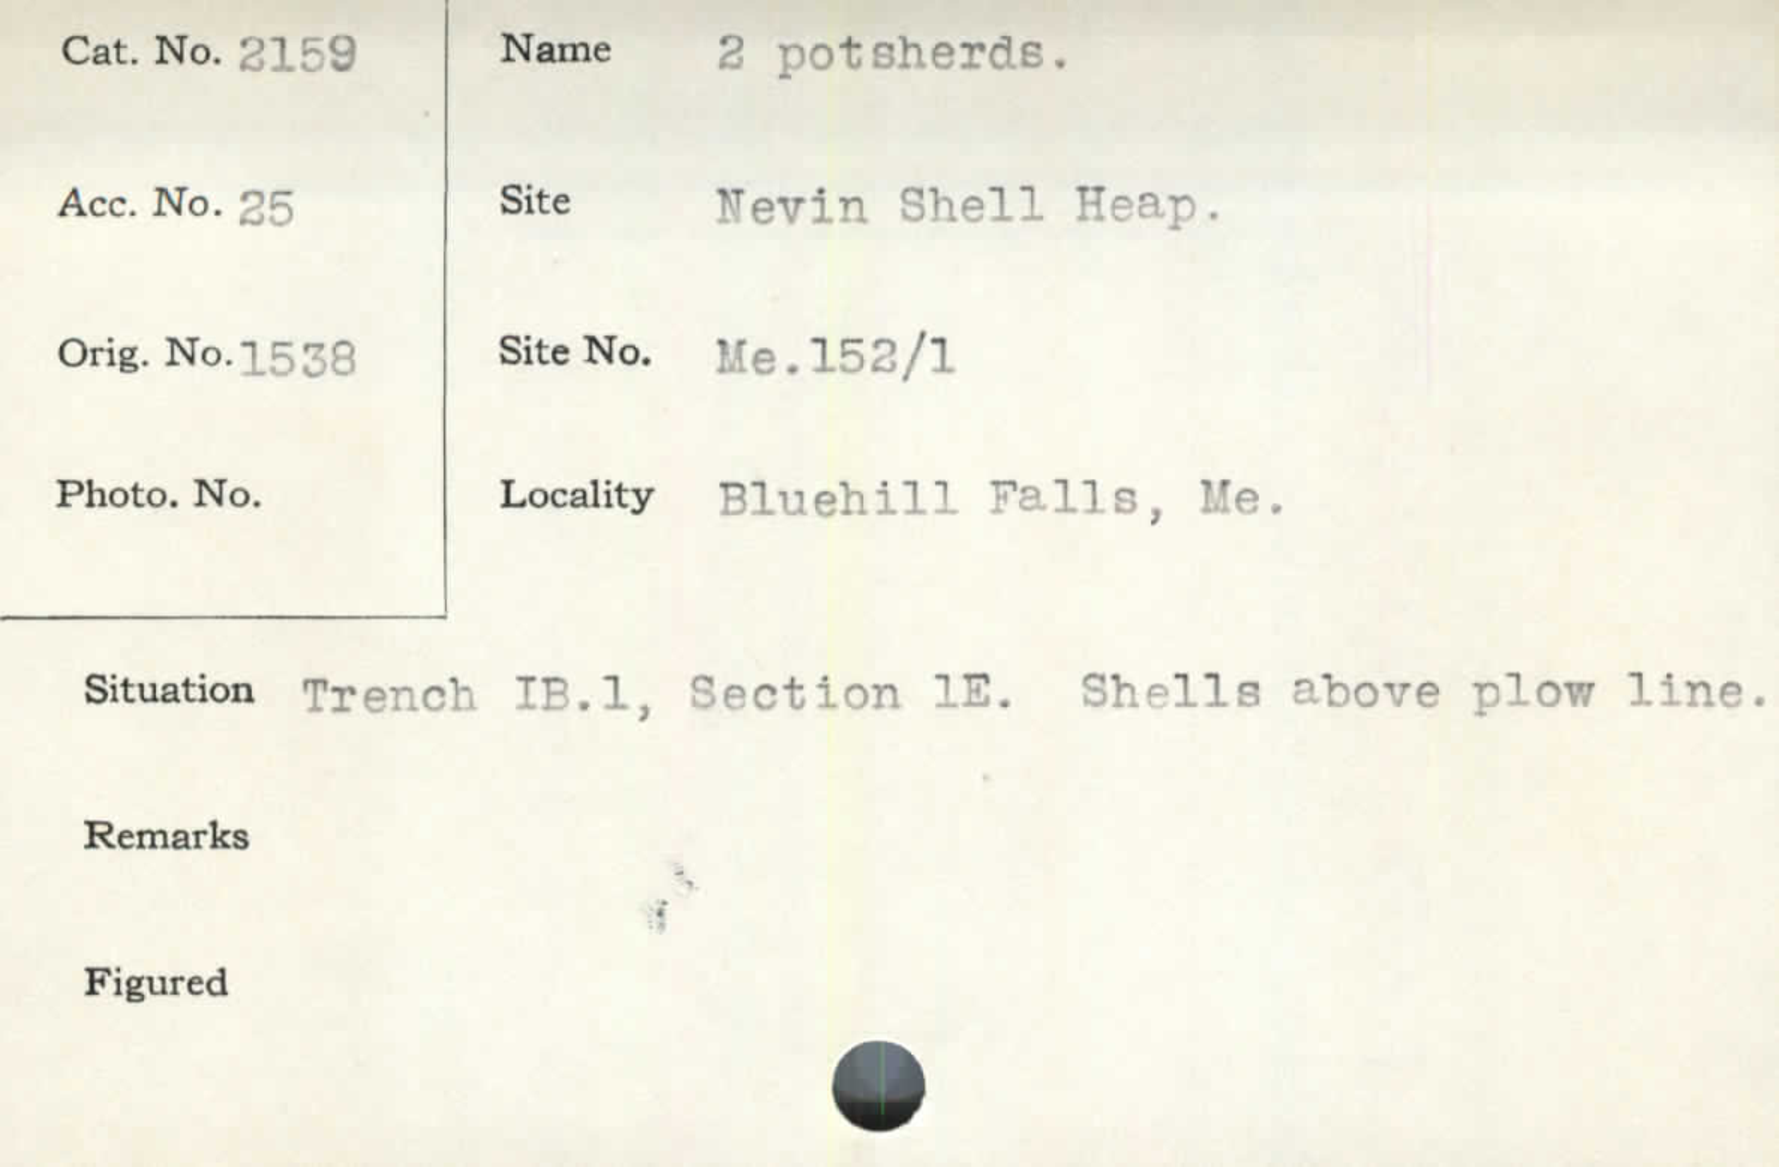 Cat. No. 2159
Name 2 potsherds.
Acc. No. 25
Site Nevin Shell Heap.
Orig. No. 1538
Site No. Me.152/1
Photo. No.
Locality Bluehill Falls, Me.
Situation Trench IB.1, Section 1E. Shells above plow line.
Remarks
Figured